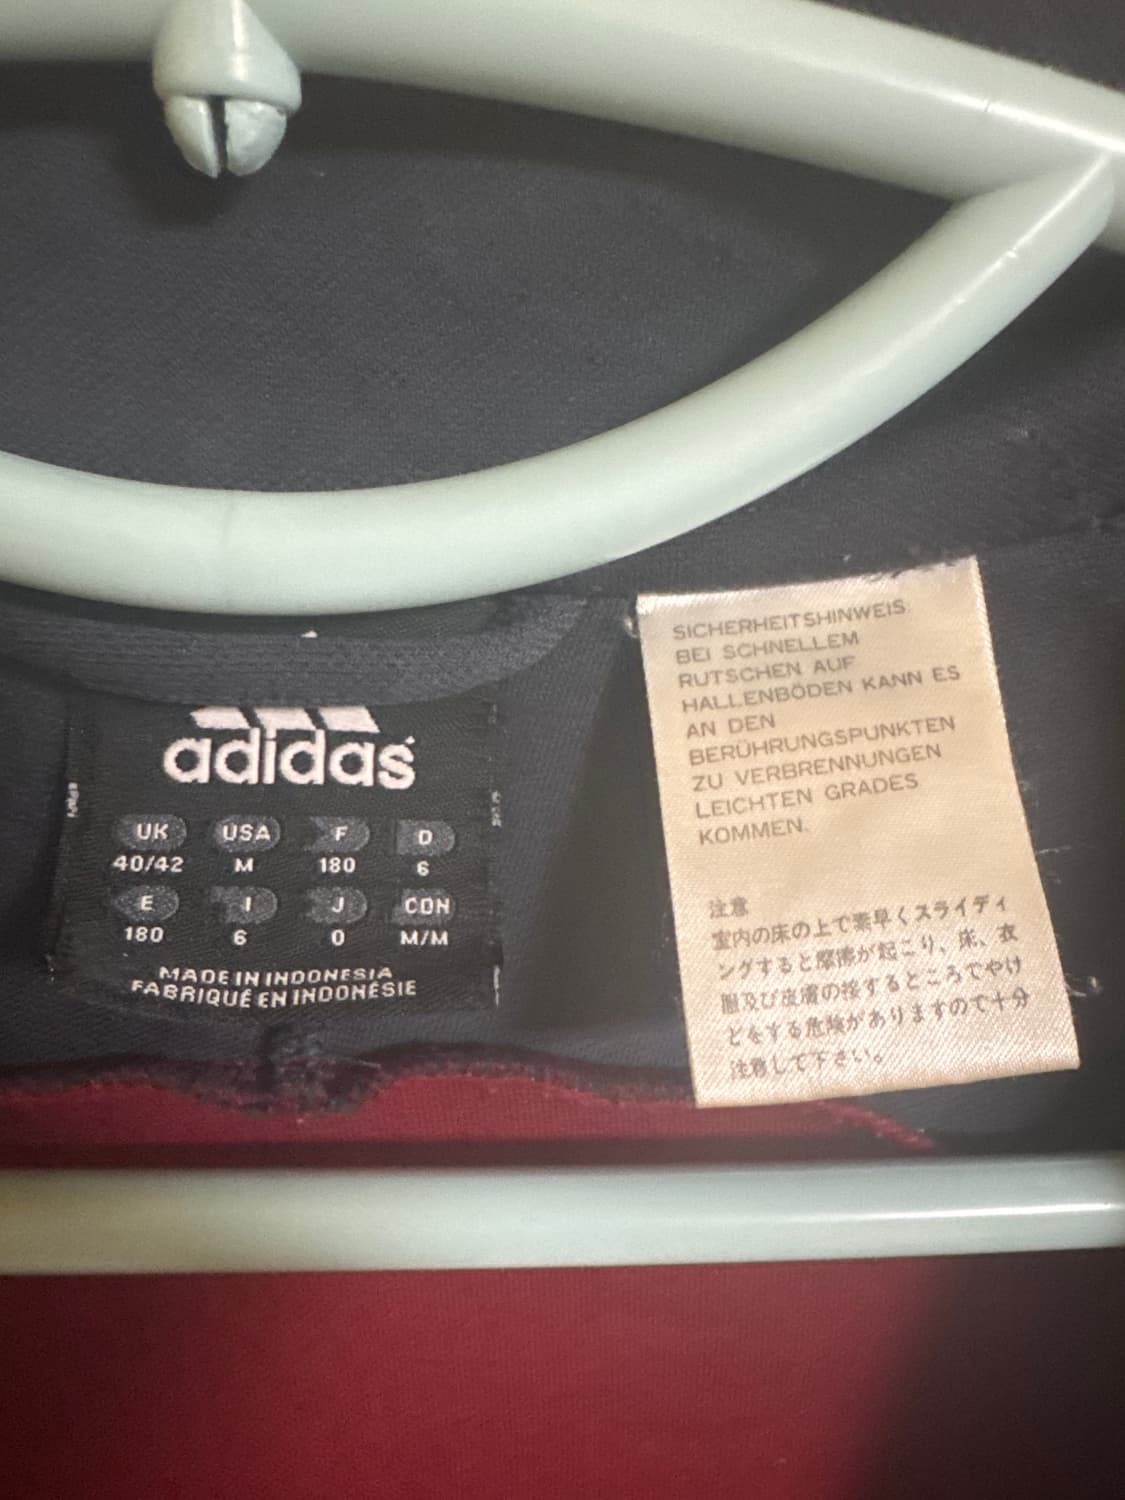 adidas
UK USA F D
40/42 M 180 6
E I J CDN
180 6 O M/M
MADE IN INDONESIA
FABRIQUÉ EN INDONÉSIE
SICHERHEITSHINWEIS
BEI SCHNELLEM
RUTSCHEN AUF
HALLENBÖDEN KANN ES
AN DEN
BERÜHRUNGSPUNKTEN
ZU VERBRENNUNGEN
LEICHTEN GRADES
KOMMEN.
注意
室内の床の上で素早くスライディ
ングすると摩擦が起こり、床、衣
服及び皮膚の接するところでやけ
どをする危険がありますので十分
注意して下さい。